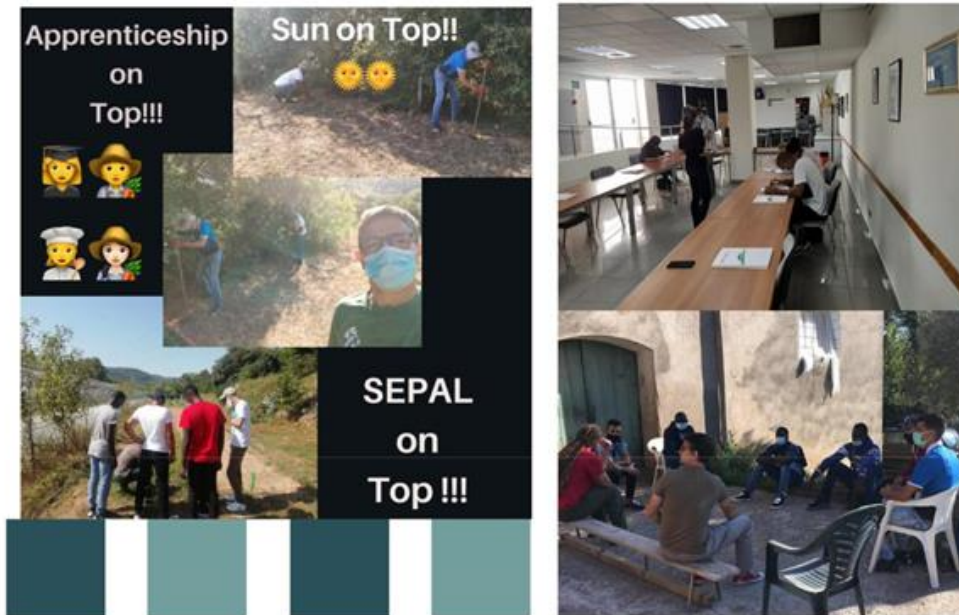 Apprenticeship
on
Top!!!
Sun on Top!!
SEPAL
on
Top !!!